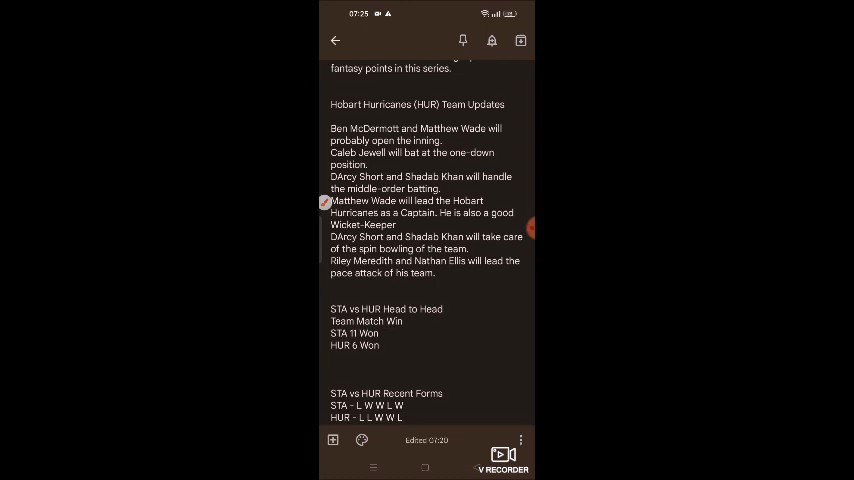 07:25
fantasy points in this series.
Hobart Hurricanes (HUR) Team Updates
Ben McDermott and Matthew Wade will
probably open the inning.
Caleb Jewell will bat at the one-down
position.
DArcy Short and Shadab Khan will handle
the middle-order batting.
Matthew Wade will lead the Hobart
Hurricanes as a Captain. He is also a good
Wicket-Keeper
DArcy Short and Shadab Khan will take care
of the spin bowling of the team.
Riley Meredith and Nathan Ellis will lead the
pace attack of his team.
STA vs HUR Head to Head
Team Match Win
STA 11 Won
HUR 6 Won
STA vs HUR Recent Forms
STA - L W W L W
HUR - L L W W L
Edited 07:20
V RECORDER